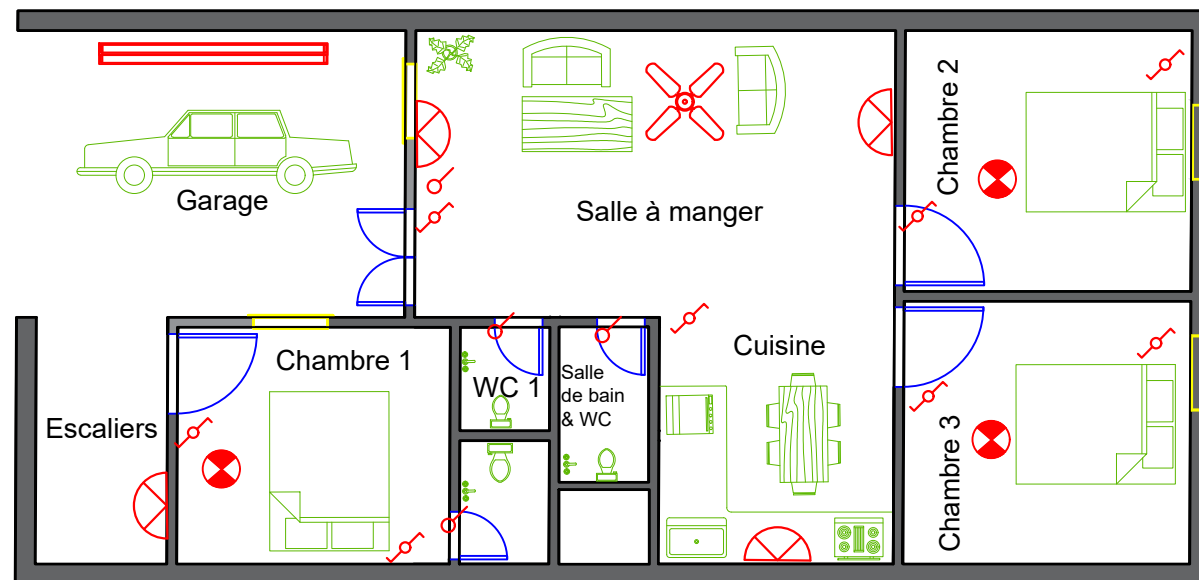 Chambre 2
Garage
Salle à manger
Cuisine
Chambre 1
WC 1
Salle
de bain
& WC
Escaliers
Chambre 3